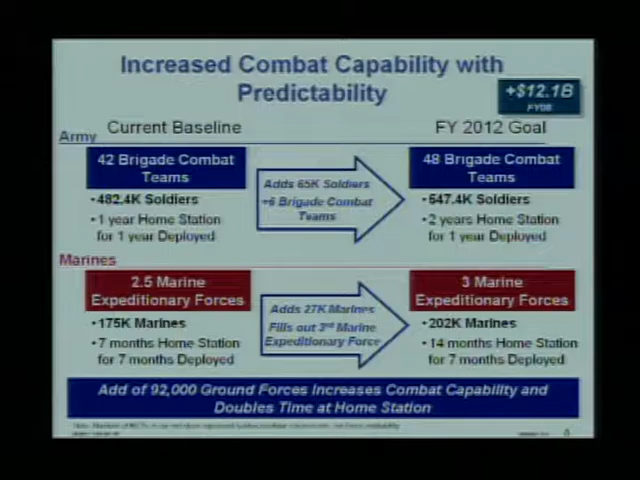 Increased Combat Capability with
Predictability
+$12.1B
FY08
Current Baseline
FY 2012 Goal
Army
42 Brigade Combat
Teams
•482.4K Soldiers
•1 year Home Station
for 1 year Deployed
Adds 65K Soldiers
+6 Brigade Combat
Teams
48 Brigade Combat
Teams
•547.4K Soldiers
•2 years Home Station
for 1 year Deployed
Marines
2.5 Marine
Expeditionary Forces
•175K Marines
•7 months Home Station
for 7 months Deployed
Adds 27K Marines
Fills out 3rd Marine
Expeditionary Force
3 Marine
Expeditionary Forces
•202K Marines
•14 months Home Station
for 7 months Deployed
Add of 92,000 Ground Forces Increases Combat Capability and
Doubles Time at Home Station